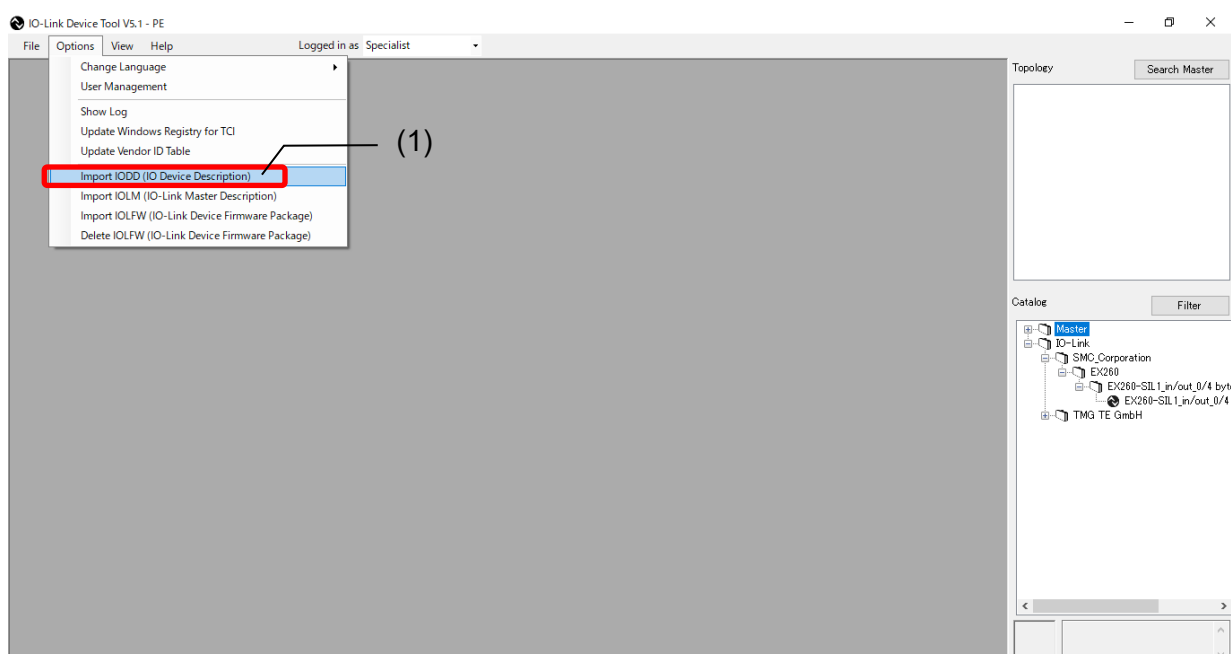 IO-Link Device Tool V5.1 - PE
File Options View Help Logged in as Specialist
Change Language
User Management
Show Log
Update Windows Registry for TCI
Update Vendor ID Table
Import IODD (IO Device Description)
Import IOLM (IO-Link Master Description)
Import IOLFW (IO-Link Device Firmware Package)
Delete IOLFW (IO-Link Device Firmware Package)
(1)
Topology Search Master
Catalog Filter
Master
IO-Link
SMC_Corporation
EX260
EX260-SIL1_in/out_0/4 byt
EX260-SIL1_in/out_0/4
TMG TE GmbH